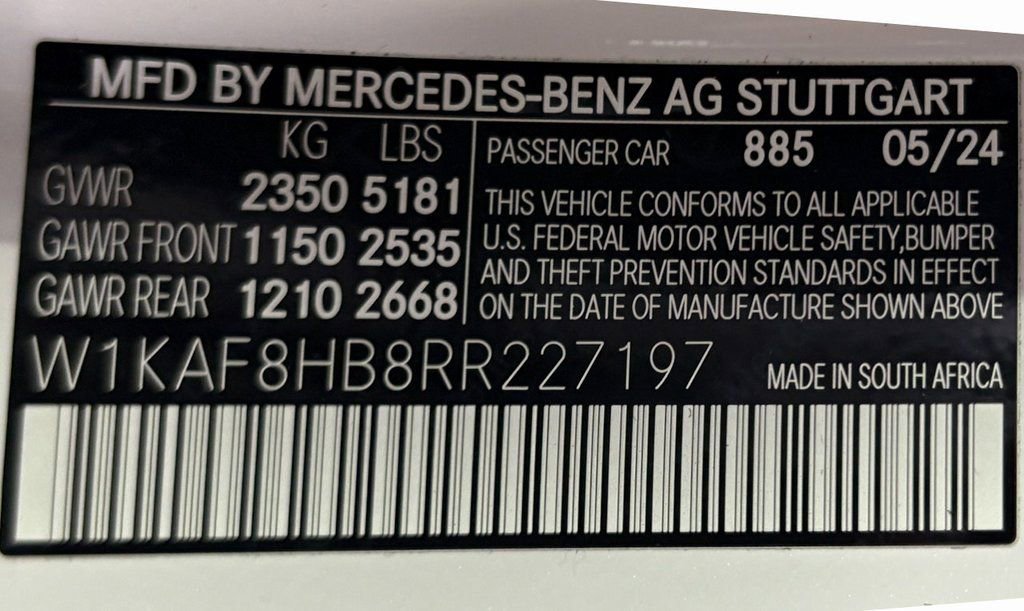 MFD BY MERCEDES-BENZ AG STUTTGART
KG LBS
GVWR 2350 5181
GAWR FRONT 1150 2535
GAWR REAR 1210 2668
PASSENGER CAR 885 05/24
THIS VEHICLE CONFORMS TO ALL APPLICABLE
U.S. FEDERAL MOTOR VEHICLE SAFETY,BUMPER
AND THEFT PREVENTION STANDARDS IN EFFECT
ON THE DATE OF MANUFACTURE SHOWN ABOVE
W1KAF8HB8RR227197
MADE IN SOUTH AFRICA